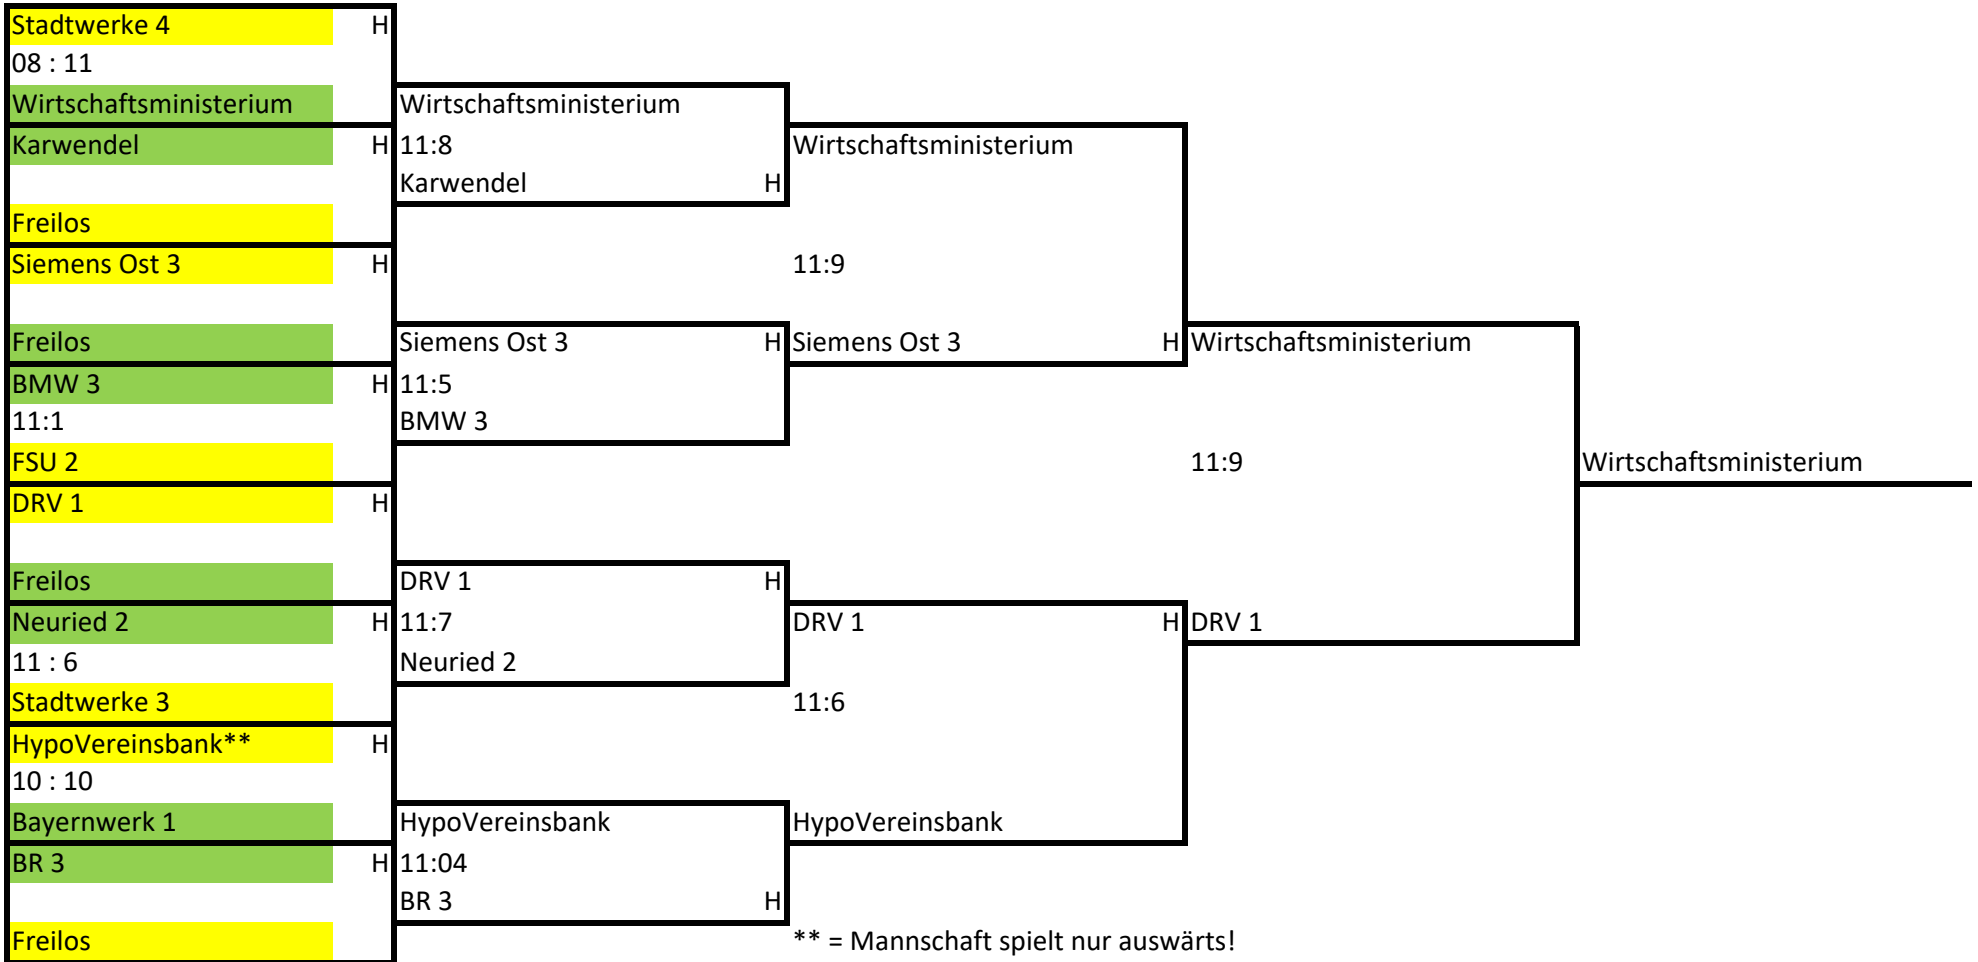 Stadtwerke 4 H
08 : 11
Wirtschaftsministerium
Karwendel H
Freilos
Siemens Ost 3 H
Freilos
BMW 3 H
11:1
FSU 2
DRV 1 H
Freilos
Neuried 2 H
11 : 6
Stadtwerke 3
HypoVereinsbank** H
10 : 10
Bayernwerk 1
BR 3 H
Freilos
Wirtschaftsministerium
11:8
Karwendel H
Siemens Ost 3 H
11:5
BMW 3
DRV 1 H
11:7
Neuried 2
HypoVereinsbank
11:04
BR 3 H
Wirtschaftsministerium
11:9
Siemens Ost 3 H
DRV 1 H
11:6
HypoVereinsbank
** = Mannschaft spielt nur auswärts!
Wirtschaftsministerium
11:9
DRV 1
Wirtschaftsministerium